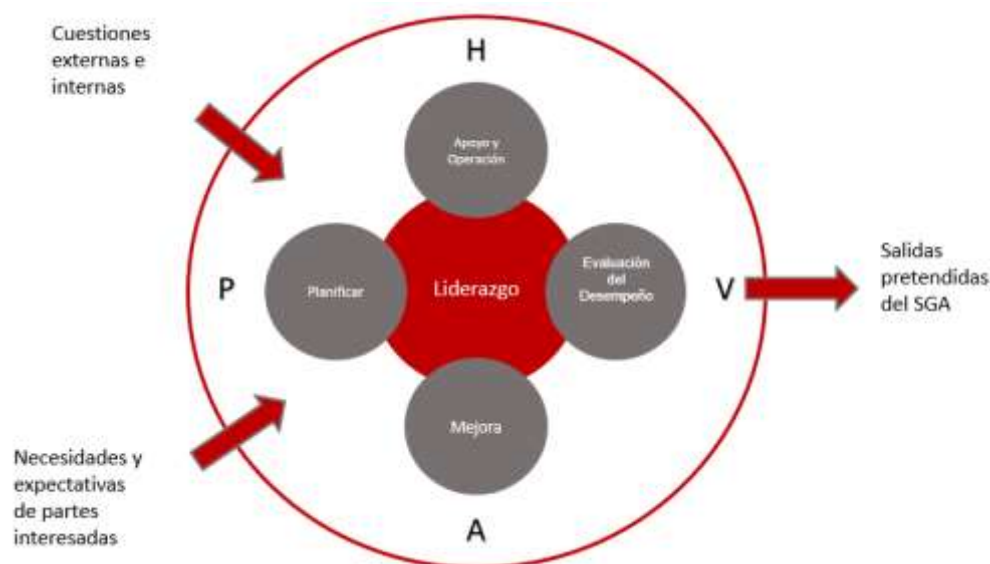 Cuestiones
externas e
internas
H
Apoyo y
Operación
P
Planificar
Liderazgo
Evaluación
del
Desempeño
V
Salidas
pretendidas
del SGA
Mejora
Necesidades y
expectativas
de partes
interesadas
A